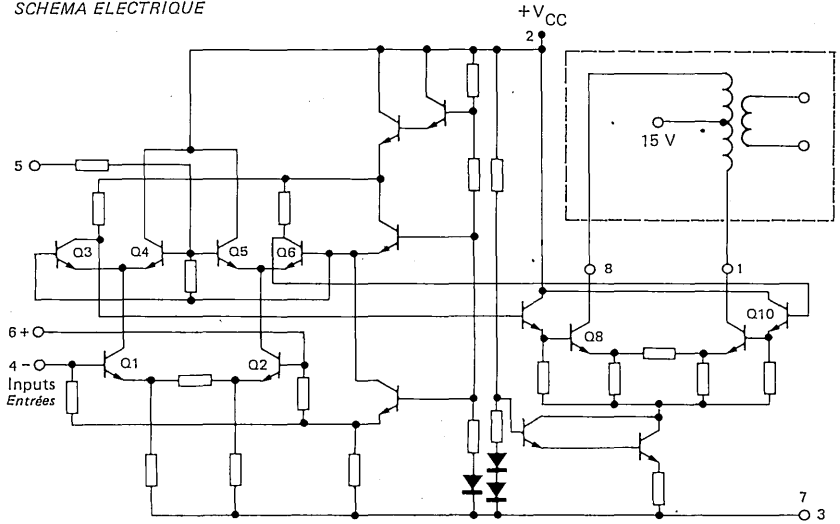 SCHEMA ELECTRIQUE
+VCC
2
15 V
5
Q3
Q4
Q5
Q6
8
1
Q8
Q10
6+
4-
Q1
Q2
Inputs
Entrées
7
3